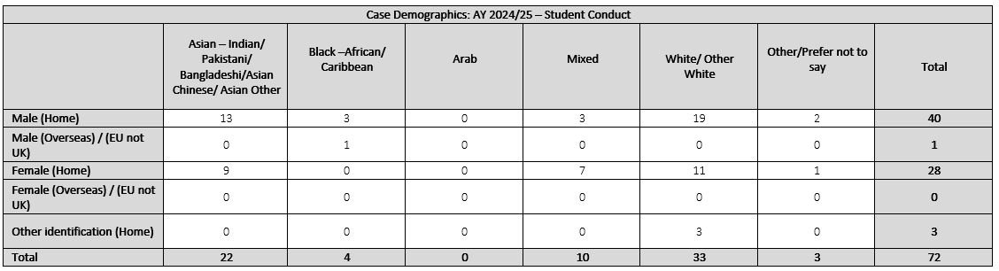 Case Demographics: AY 2024/25 – Student Conduct
Asian – Indian/
Pakistani/
Bangladeshi/Asian
Chinese/ Asian Other
Black –African/
Caribbean
Arab
Mixed
White/ Other
White
Other/Prefer not to
say
Total
Male (Home) 13 3 0 3 19 2 40
Male (Overseas) / (EU not
UK) 0 1 0 0 0 0 1
Female (Home) 9 0 0 7 11 1 28
Female (Overseas) / (EU not
UK) 0 0 0 0 0 0 0
Other identification (Home) 0 0 0 0 3 0 3
Total 22 4 0 10 33 3 72